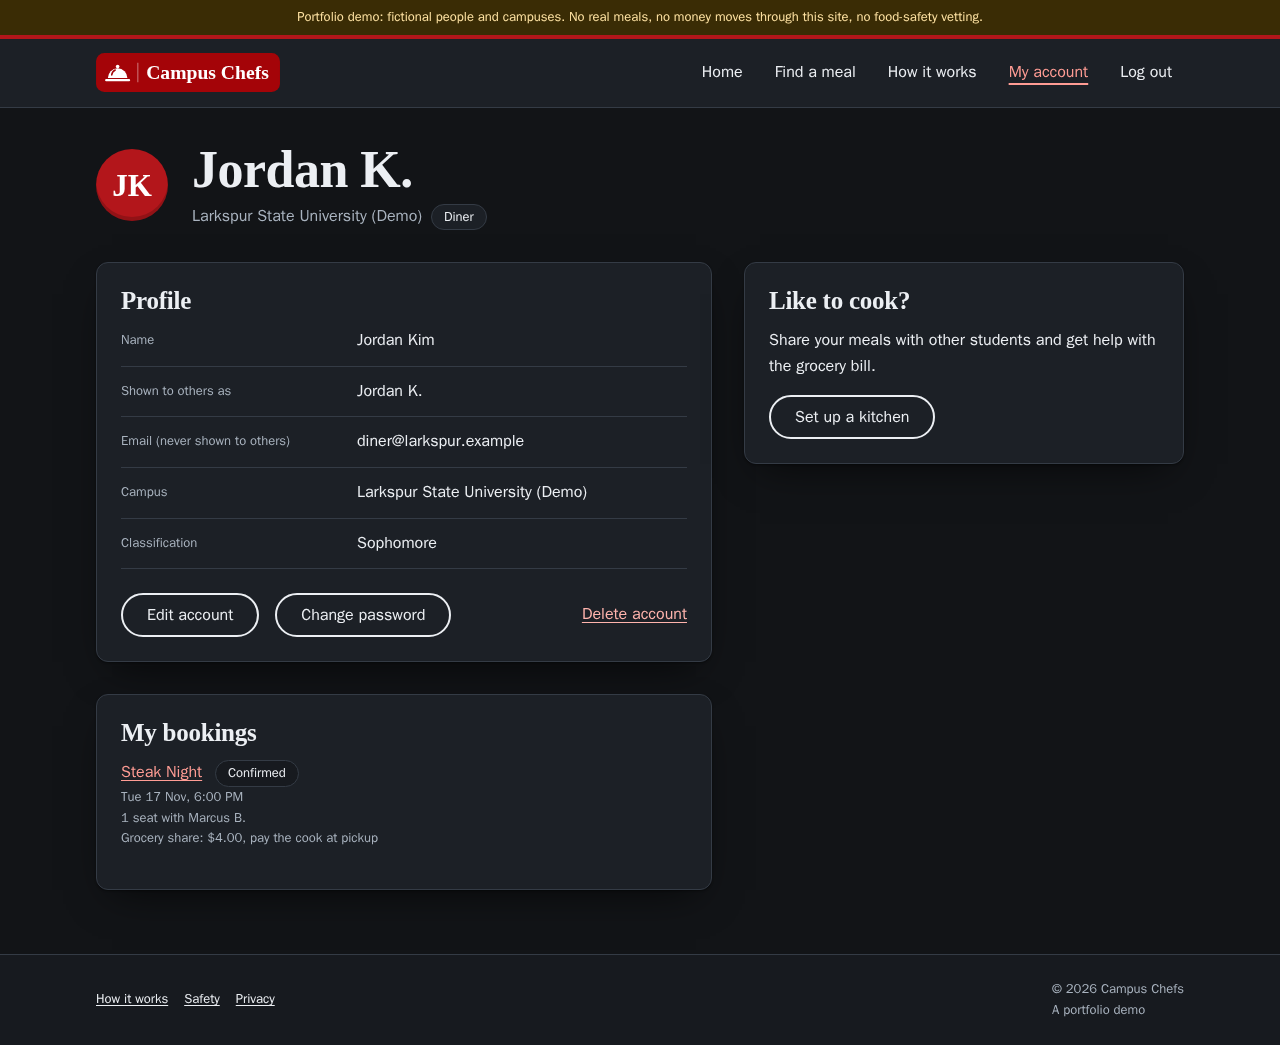 Portfolio demo: fictional people and campuses. No real meals, no money moves through this site, no food-safety vetting.
Campus Chefs
Home
Find a meal
How it works
My account
Log out
JK
Jordan K.
Larkspur State University (Demo)
Diner
Profile
Name
Jordan Kim
Shown to others as
Jordan K.
Email (never shown to others)
diner@larkspur.example
Campus
Larkspur State University (Demo)
Classification
Sophomore
Edit account
Change password
Delete account
Like to cook?
Share your meals with other students and get help with
the grocery bill.
Set up a kitchen
My bookings
Steak Night
Confirmed
Tue 17 Nov, 6:00 PM
1 seat with Marcus B.
Grocery share: $4.00, pay the cook at pickup
How it works
Safety
Privacy
© 2026 Campus Chefs
A portfolio demo